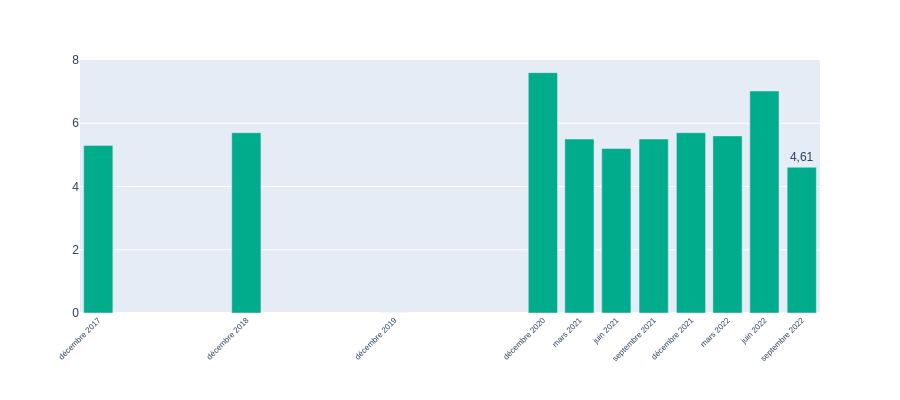 8
6
4
2
0
4,61
décembre 2017
décembre 2018
décembre 2019
décembre 2020
mars 2021
juin 2021
septembre 2021
décembre 2021
mars 2022
juin 2022
septembre 2022